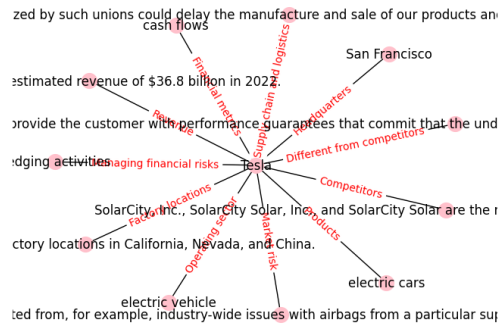 zed by such unions could delay the manufacture and sale of our products and
cash flows
San Francisco
estimated revenue of $36.8 billion in 2022.
Financial metrics
Supply chain and logistics
Headquarters
Revenue
provide the customer with performance guarantees that commit that the und
Different from competitors
edging activities
Managing financial risks
Tesla
Competitors
Factory locations
SolarCity, Inc., SolarCity Solar, Inc., and SolarCity Solar are the
Products
Operating sector
Market risk
ctory locations in California, Nevada, and China.
electric cars
electric vehicle
ted from, for example, industry-wide issues with airbags from a particular sup